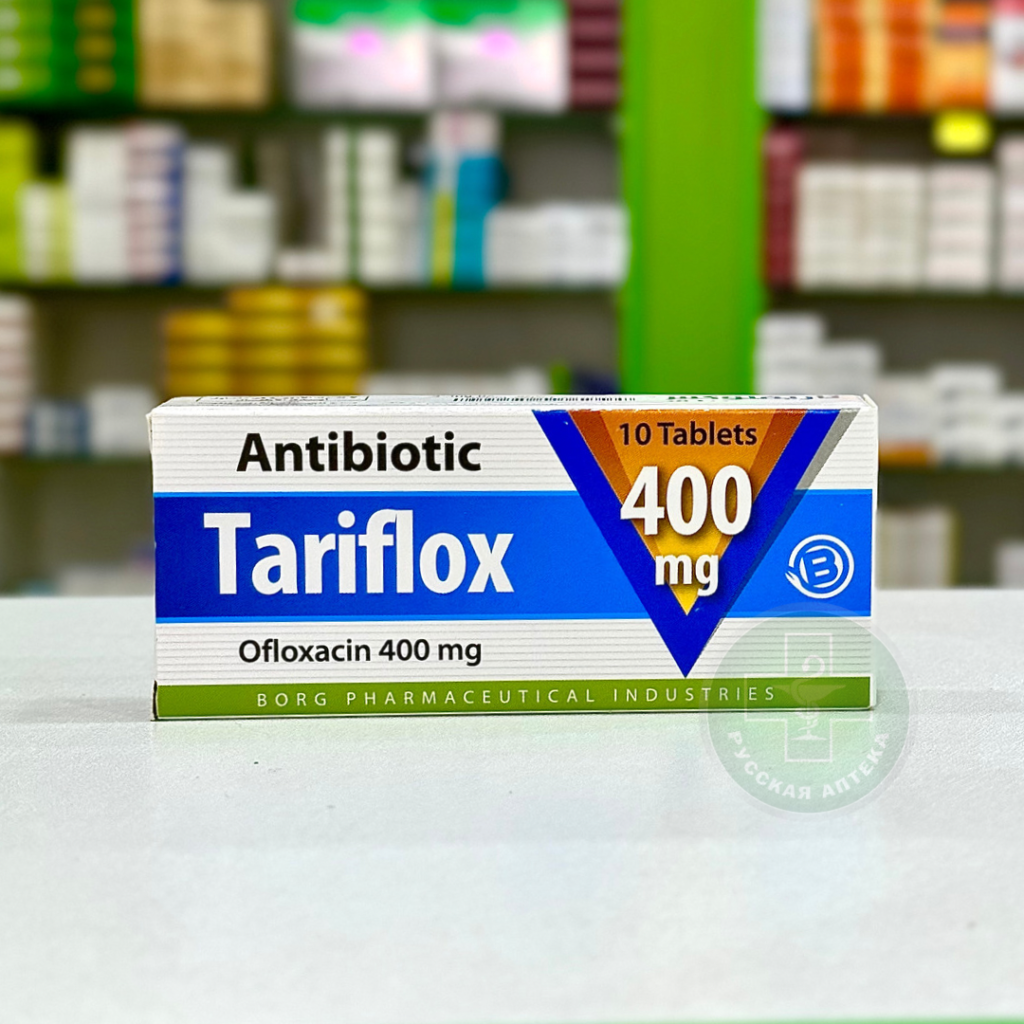 Antibiotic
10 Tablets
400
mg
Tariflox
B
Ofloxacin 400 mg
BORG PHARMACEUTICAL INDUSTRIES
РУССКАЯ АПТЕКА